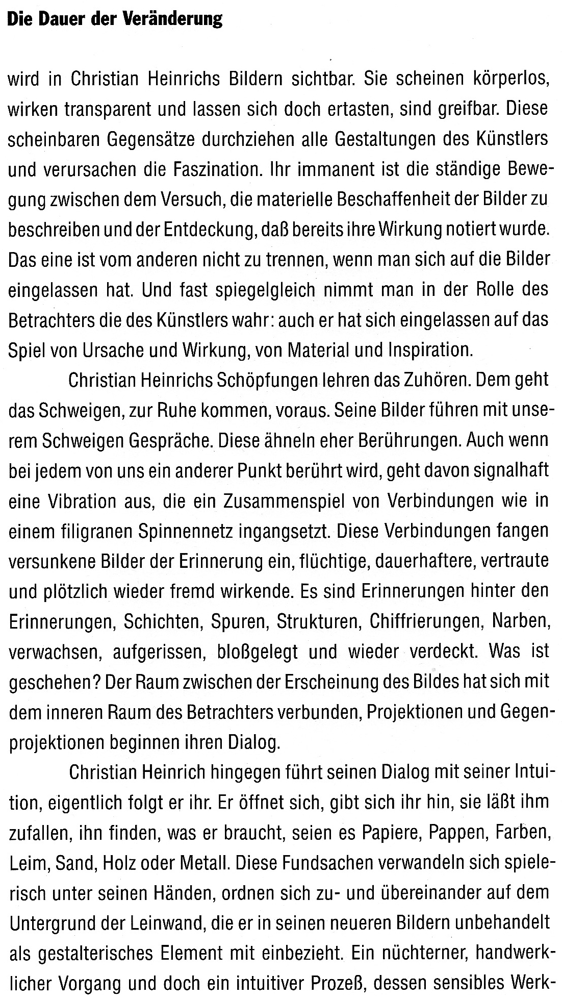 Die Dauer der Veränderung
wird in Christian Heinrichs Bildern sichtbar. Sie scheinen körperlos,
wirken transparent und lassen sich doch ertasten, sind greifbar. Diese
scheinbaren Gegensätze durchziehen alle Gestaltungen des Künstlers
und verursachen die Faszination. Ihr immanent ist die ständige Bewe-
gung zwischen dem Versuch, die materielle Beschaffenheit der Bilder zu
beschreiben und der Entdeckung, daß bereits ihre Wirkung notiert wurde.
Das eine ist vom anderen nicht zu trennen, wenn man sich auf die Bilder
eingelassen hat. Und fast spiegelgleich nimmt man in der Rolle des
Betrachters die des Künstlers wahr: auch er hat sich eingelassen auf das
Spiel von Ursache und Wirkung, von Material und Inspiration.
Christian Heinrichs Schöpfungen lehren das Zuhören. Dem geht
das Schweigen, zur Ruhe kommen, voraus. Seine Bilder führen mit unse-
rem Schweigen Gespräche. Diese ähneln eher Berührungen. Auch wenn
bei jedem von uns ein anderer Punkt berührt wird, geht davon signalhaft
eine Vibration aus, die ein Zusammenspiel von Verbindungen wie in
einem filigranen Spinnennetz ingangsetzt. Diese Verbindungen fangen
versunkene Bilder der Erinnerung ein, flüchtige, dauerhaftere, vertraute
und plötzlich wieder fremd wirkende. Es sind Erinnerungen hinter den
Erinnerungen, Schichten, Spuren, Strukturen, Chiffrierungen, Narben,
verwachsen, aufgerissen, bloßgelegt und wieder verdeckt. Was ist
geschehen? Der Raum zwischen der Erscheinung des Bildes hat sich mit
dem inneren Raum des Betrachters verbunden, Projektionen und Gegen-
projektionen beginnen ihren Dialog.
Christian Heinrich hingegen führt seinen Dialog mit seiner Intui-
tion, eigentlich folgt er ihr. Er öffnet sich, gibt sich ihr hin, sie läßt ihm
zufallen, ihn finden, was er braucht, seien es Papiere, Pappen, Farben,
Leim, Sand, Holz oder Metall. Diese Fundsachen verwandeln sich spiele-
risch unter seinen Händen, ordnen sich zu- und übereinander auf dem
Untergrund der Leinwand, die er in seinen neueren Bildern unbehandelt
als gestalterisches Element mit einbezieht. Ein nüchterner, handwerk-
licher Vorgang und doch ein intuitiver Prozeß, dessen sensibles Werk-